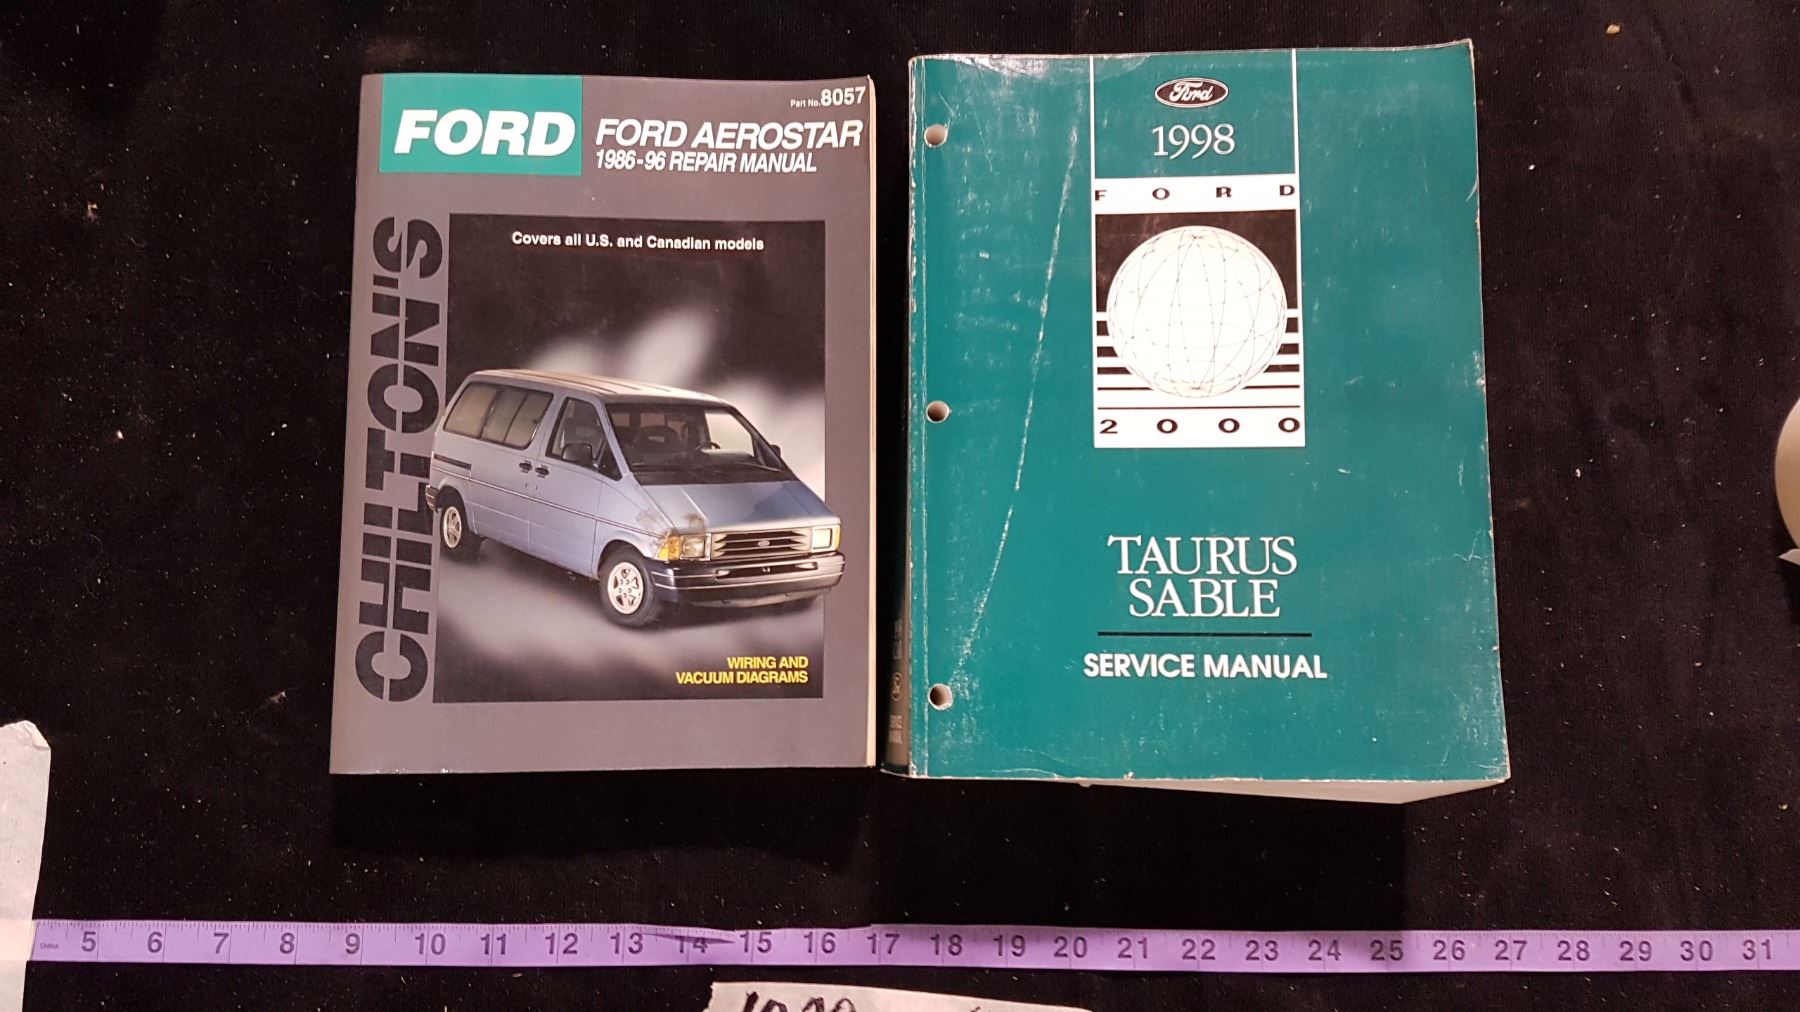 FORD
Part No. 8057
FORD AEROSTAR
1986-96 REPAIR MANUAL
CHILTON'S
Covers all U.S. and Canadian models
WIRING AND
VACUUM DIAGRAMS
Ford
1998
FORD
2000
TAURUS
SABLE
SERVICE MANUAL
CHINA 5 6 7 8 9 10 11 12 13 14 15 16 17 18 19 20 21 22 23 24 25 26 27 28 29 30 31